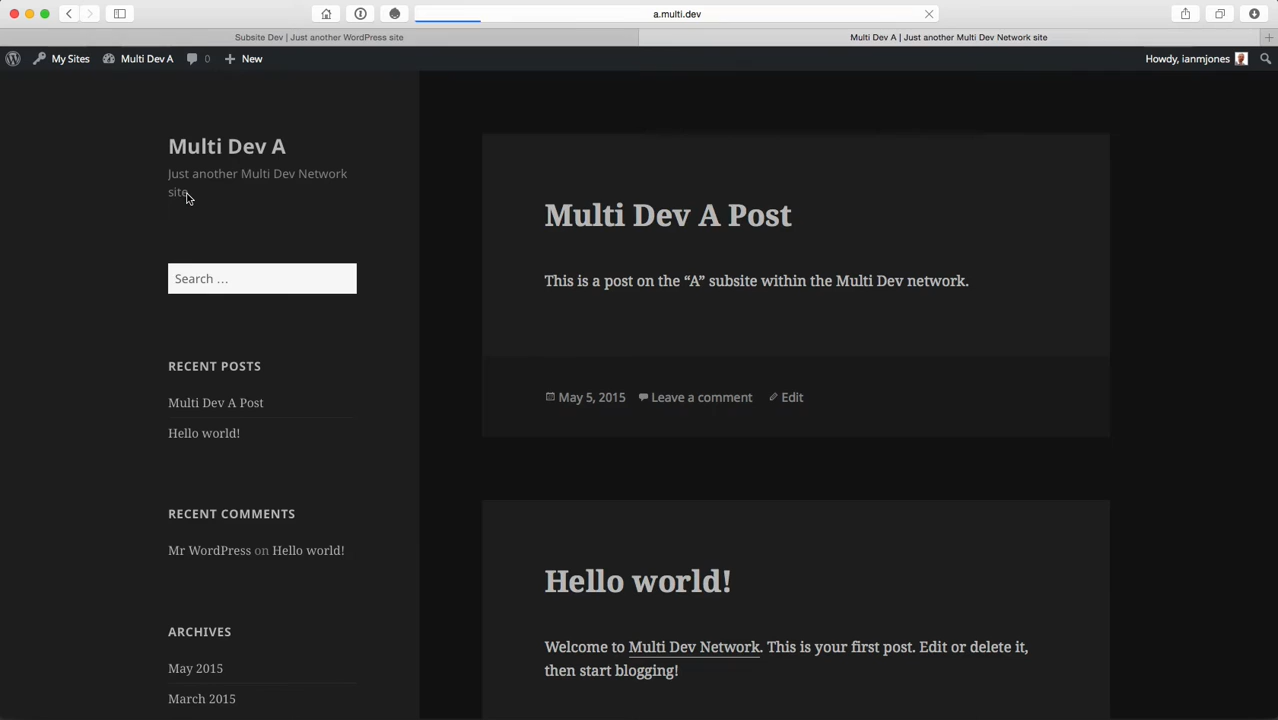 a.multi.dev
Subsite Dev | Just another WordPress site
Multi Dev A | Just another Multi Dev Network site
My Sites
Multi Dev A
0
New
Howdy, ianmjones
Multi Dev A
Just another Multi Dev Network
site
Search …
RECENT POSTS
Multi Dev A Post
Hello world!
RECENT COMMENTS
Mr WordPress on Hello world!
ARCHIVES
May 2015
March 2015
Multi Dev A Post
This is a post on the “A” subsite within the Multi Dev network.
May 5, 2015
Leave a comment
Edit
Hello world!
Welcome to Multi Dev Network. This is your first post. Edit or delete it,
then start blogging!